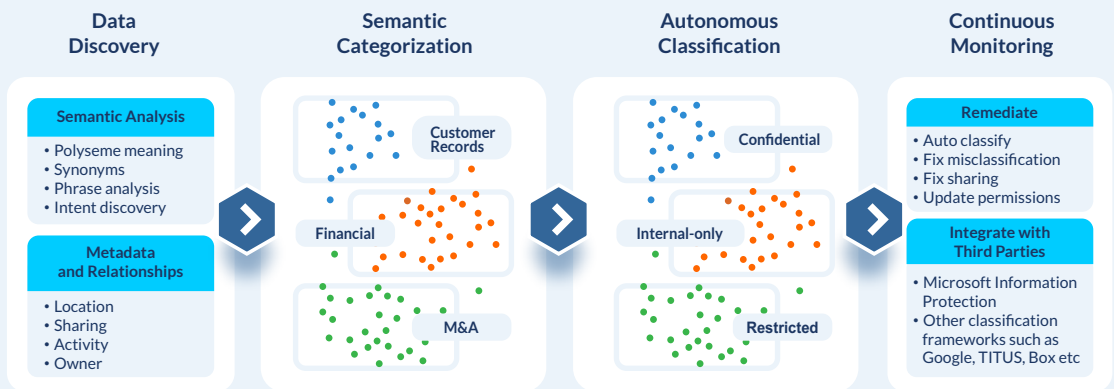 Data
Discovery
Semantic Analysis
• Polyseme meaning
• Synonyms
• Phrase analysis
• Intent discovery
Metadata
and Relationships
• Location
• Sharing
• Activity
• Owner
Semantic
Categorization
Customer
Records
Financial
M&A
Autonomous
Classification
Confidential
Internal-only
Restricted
Continuous
Monitoring
Remediate
• Auto classify
• Fix misclassification
• Fix sharing
• Update permissions
Integrate with
Third Parties
• Microsoft Information
Protection
• Other classification
frameworks such as
Google, TITUS, Box etc